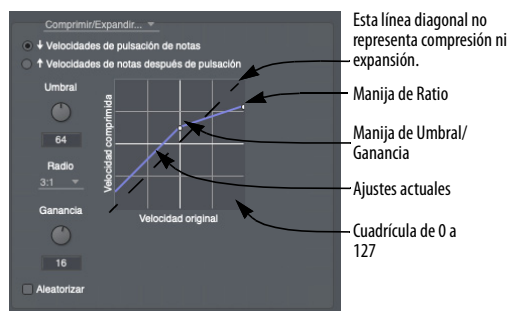 Comprimir/Expandir...
Velocidades de pulsación de notas
Velocidades de notas después de pulsación
Umbral
64
Radio
3:1
Ganancia
16
Aleatorizar
Velocidad comprimida
Velocidad original
Esta línea diagonal no
representa compresión ni
expansión.
Manija de Ratio
Manija de Umbral/
Ganancia
Ajustes actuales
Cuadrícula de 0 a
127